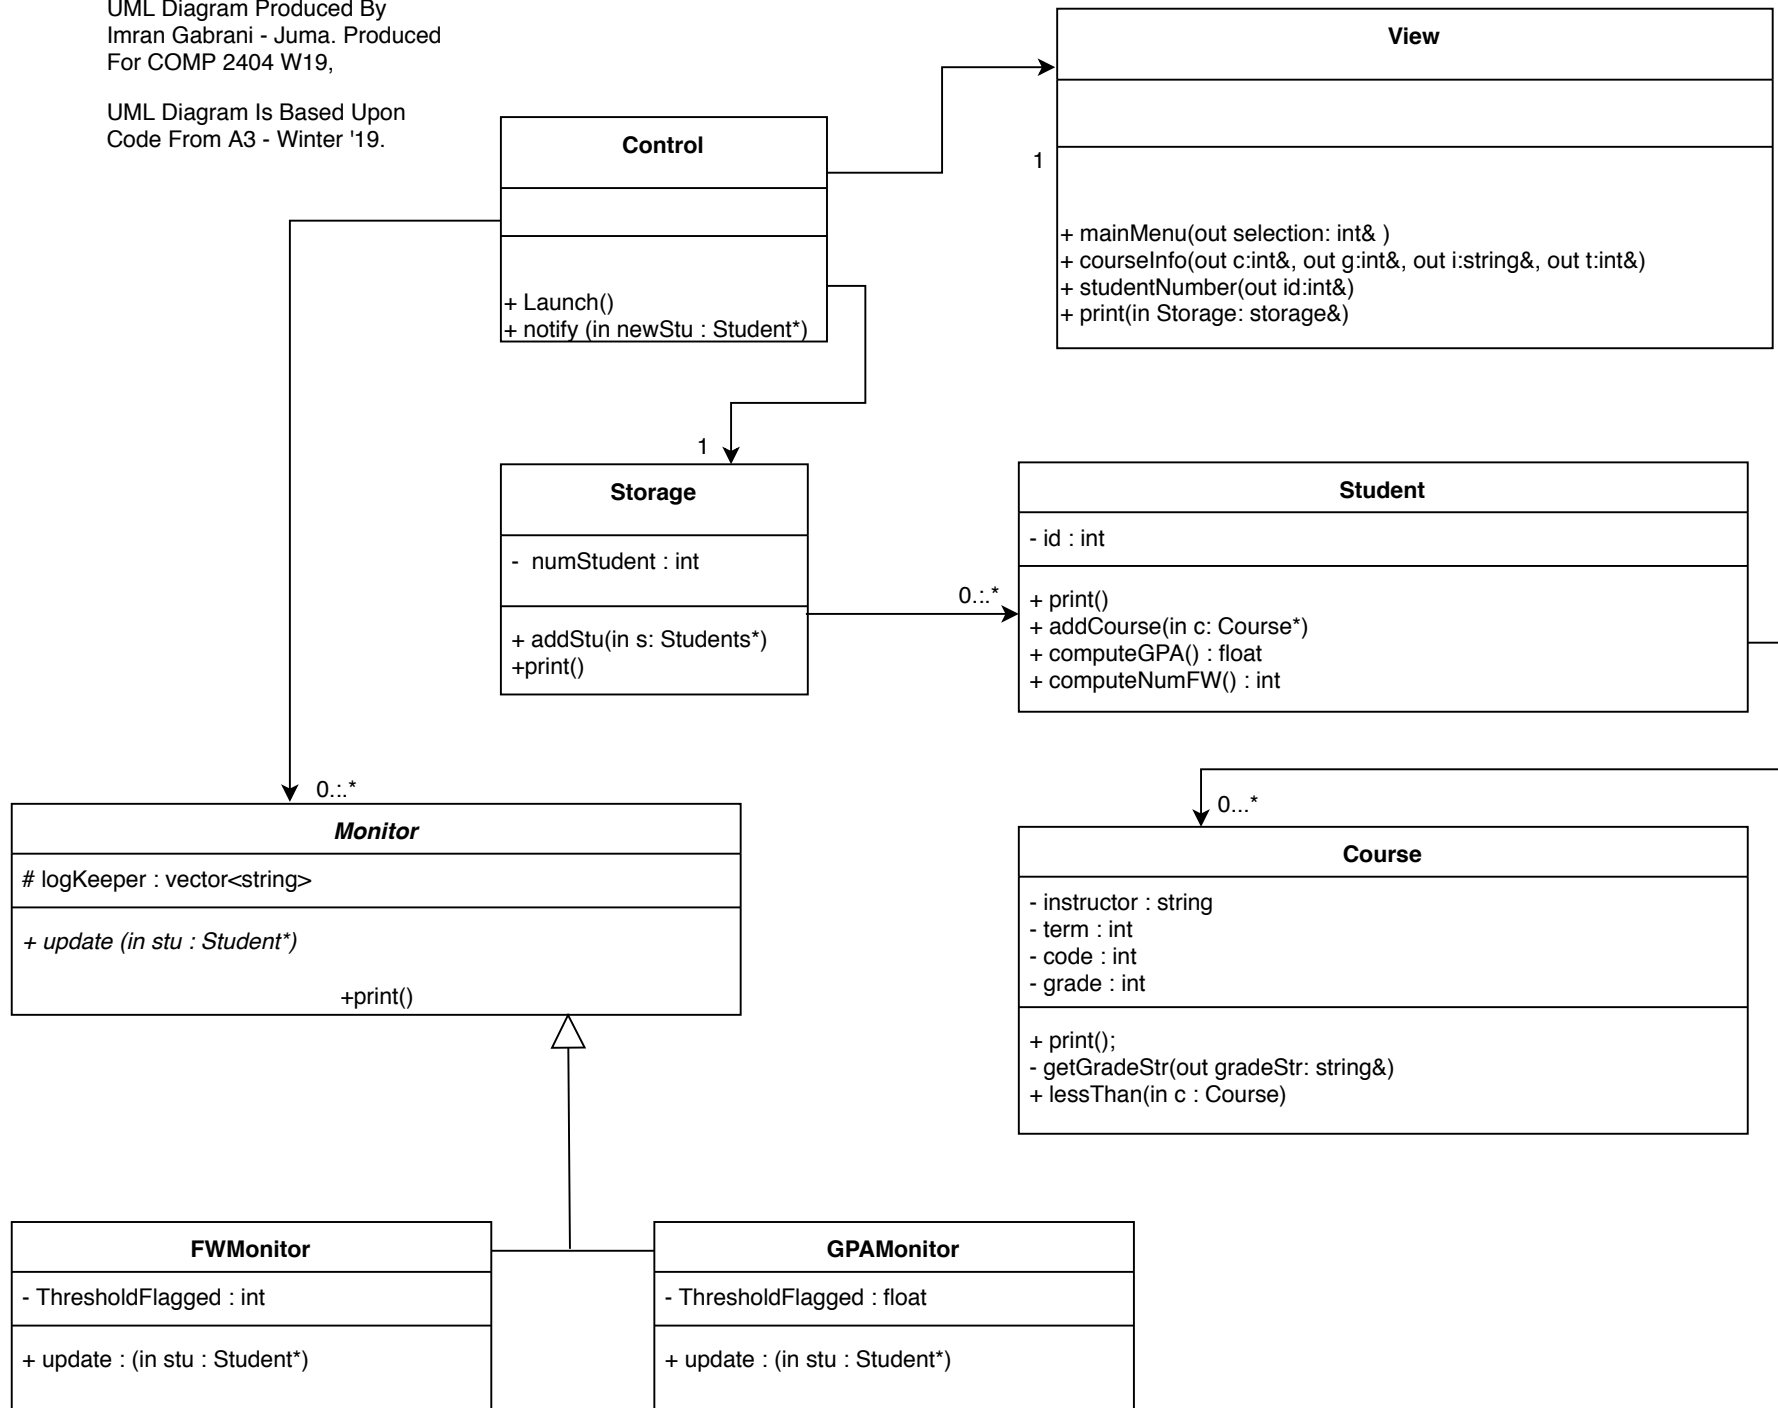 UML Diagram Produced By
Imran Gabrani - Juma. Produced
For COMP 2404 W19,
UML Diagram Is Based Upon
Code From A3 - Winter '19.
View
1
+ mainMenu(out selection: int& )
+ courseInfo(out c:int&, out g:int&, out i:string&, out t:int&)
+ studentNumber(out id:int&)
+ print(in Storage: storage&)
Control
+ Launch()
+ notify (in newStu : Student*)
1
Storage
- numStudent : int
+ addStu(in s: Students*)
+print()
0.:.*
Student
- id : int
+ print()
+ addCourse(in c: Course*)
+ computeGPA() : float
+ computeNumFW() : int
0.:.*
Monitor
# logKeeper : vector<string>
+ update (in stu : Student*)
+print()
0...*
Course
- instructor : string
- term : int
- code : int
- grade : int
+ print();
- getGradeStr(out gradeStr: string&)
+ lessThan(in c : Course)
FWMonitor
- ThresholdFlagged : int
+ update : (in stu : Student*)
GPAMonitor
- ThresholdFlagged : float
+ update : (in stu : Student*)